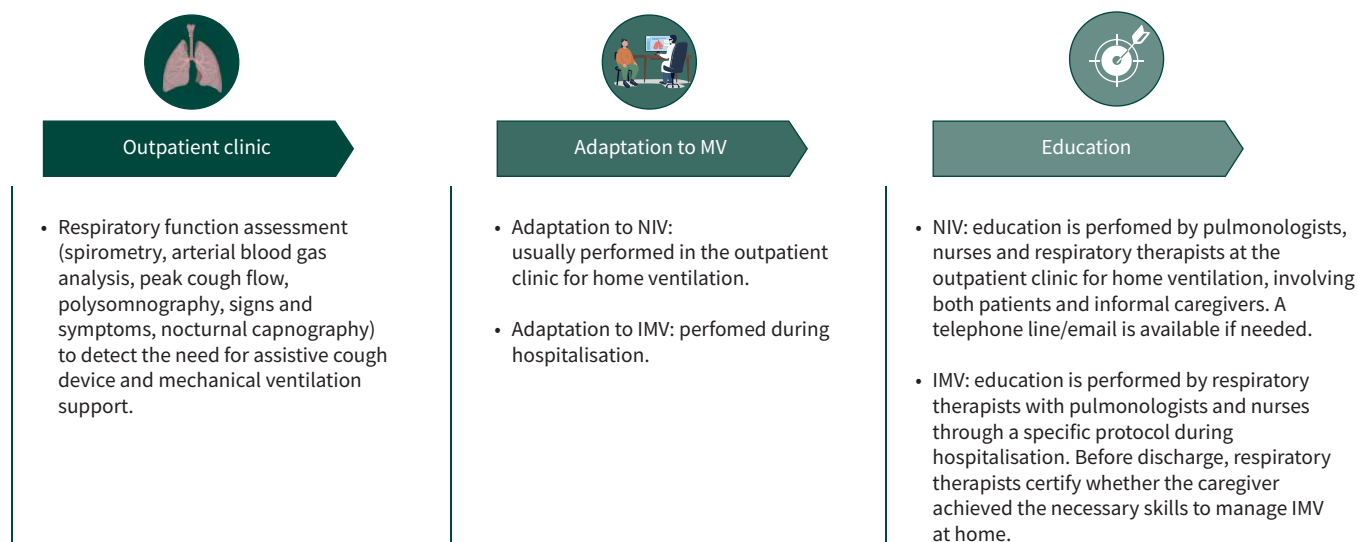 Outpatient clinic
• Respiratory function assessment
(spirometry, arterial blood gas
analysis, peak cough flow,
polysomnography, signs and
symptoms, nocturnal capnography)
to detect the need for assistive cough
device and mechanical ventilation
support.
Adaptation to MV
• Adaptation to NIV:
usually performed in the outpatient
clinic for home ventilation.
• Adaptation to IMV: perfomed during
hospitalisation.
Education
• NIV: education is perfomed by pulmonologists,
nurses and respiratory therapists at the
outpatient clinic for home ventilation, involving
both patients and informal caregivers. A
telephone line/email is available if needed.
• IMV: education is performed by respiratory
therapists with pulmonologists and nurses
through a specific protocol during
hospitalisation. Before discharge, respiratory
therapists certify whether the caregiver
achieved the necessary skills to manage IMV
at home.